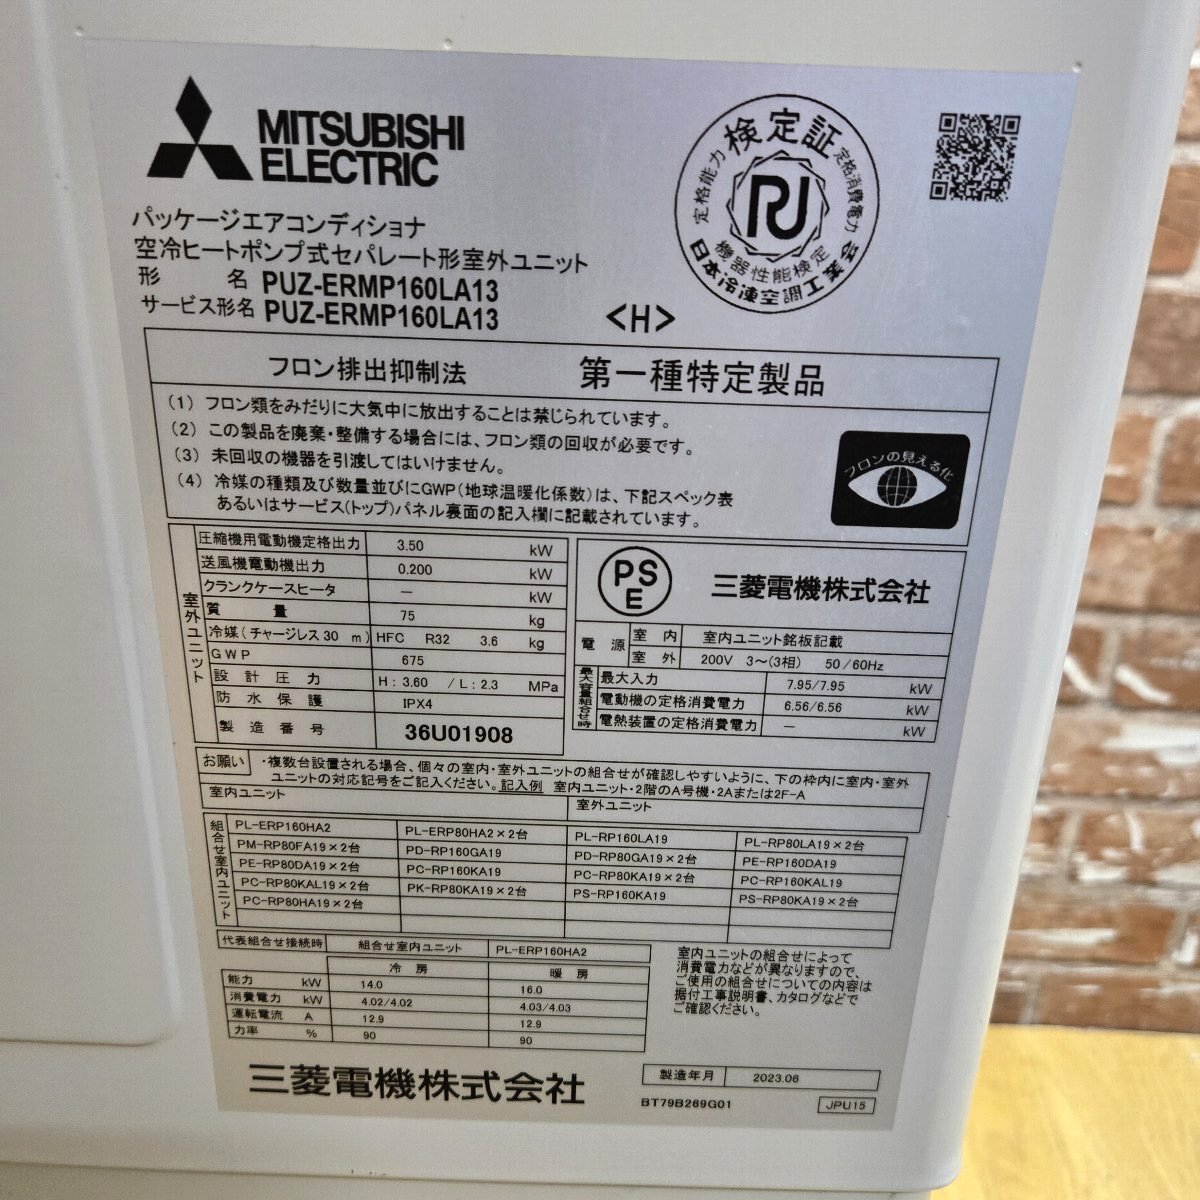 MITSUBISHI
ELECTRIC
検定証
定格能力
定格消費電力
機器性能検定
日本冷凍空調工業会
パッケージエアコンディショナ
空冷ヒートポンプ式セパレート形室外ユニット
形 名 PUZ-ERMP160LA13
サービス形名 PUZ-ERMP160LA13 <H>
フロン排出抑制法 第一種特定製品
(1) フロン類をみだりに大気中に放出することは禁じられています。
(2) この製品を廃棄・整備する場合には、フロン類の回収が必要です。
(3) 未回収の機器を引渡してはいけません。
(4) 冷媒の種類及び数量並びにGWP(地球温暖化係数)は、下記スペック表
あるいはサービス(トップ)パネル裏面の記入欄に記載されています。
フロンの見える化
室外ユニット
圧縮機用電動機定格出力 3.50 kW
送風機電動機出力 0.200 kW
クランクケースヒータ — kW
質 量 75 kg
冷媒(チャージレス30 m) HFC R32 3.6 kg
GWP 675
設計圧力 H:3.60 / L:2.3 MPa
防水保護 IPX4
製造番号 36U01908
PSE 三菱電機株式会社
電源 室内 室内ユニット銘板記載
室外 200V 3~(3相) 50/60Hz
最大容量組合せ時
最大入力 7.95/7.95 kW
電動機の定格消費電力 6.56/6.56 kW
電熱装置の定格消費電力 — kW
お願い ・複数台設置される場合、個々の室内・室外ユニットの組合せが確認しやすいように、下の枠内に室内・室外
ユニットの対応記号をご記入ください。記入例 室内ユニット・2階のA号機・2Aまたは2F-A
室内ユニット 室外ユニット
組合せ室内ユニット
PL-ERP160HA2 PL-ERP80HA2×2台 PL-RP160LA19 PL-RP80LA19×2台
PM-RP80FA19×2台 PD-RP160GA19 PD-RP80GA19×2台 PE-RP160DA19
PE-RP80DA19×2台 PC-RP160KA19 PC-RP80KA19×2台 PC-RP160KAL19
PC-RP80KAL19×2台 PK-RP80KA19×2台 PS-RP160KA19 PS-RP80KA19×2台
PC-RP80HA19×2台
代表組合せ接続時 組合せ室内ユニット PL-ERP160HA2
冷房 暖房
能力 kW 14.0 16.0
消費電力 kW 4.02/4.02 4.03/4.03
運転電流 A 12.9 12.9
力率 % 90 90
室内ユニットの組合せによって
消費電力などが異なりますので、
ご使用の組合せについての内容は
据付工事説明書、カタログなどで
ご確認ください。
三菱電機株式会社
製造年月 2023.06
BT79B269G01 JPU15